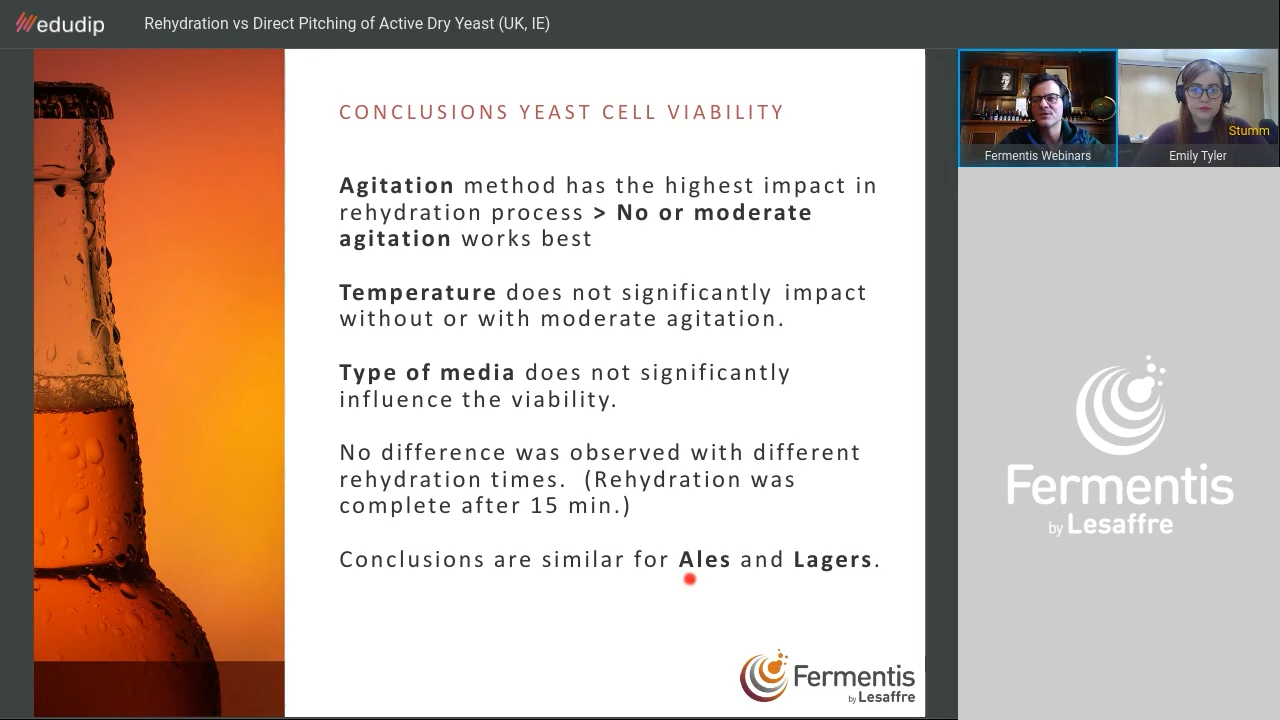 edudip
Rehydration vs Direct Pitching of Active Dry Yeast (UK, IE)
CONCLUSIONS YEAST CELL VIABILITY
Agitation method has the highest impact in
rehydration process > No or moderate
agitation works best
Temperature does not significantly impact
without or with moderate agitation.
Type of media does not significantly
influence the viability.
No difference was observed with different
rehydration times. (Rehydration was
complete after 15 min.)
Conclusions are similar for Ales and Lagers.
Fermentis
by Lesaffre
Fermentis Webinars
Stumm
Emily Tyler
Fermentis
by Lesaffre